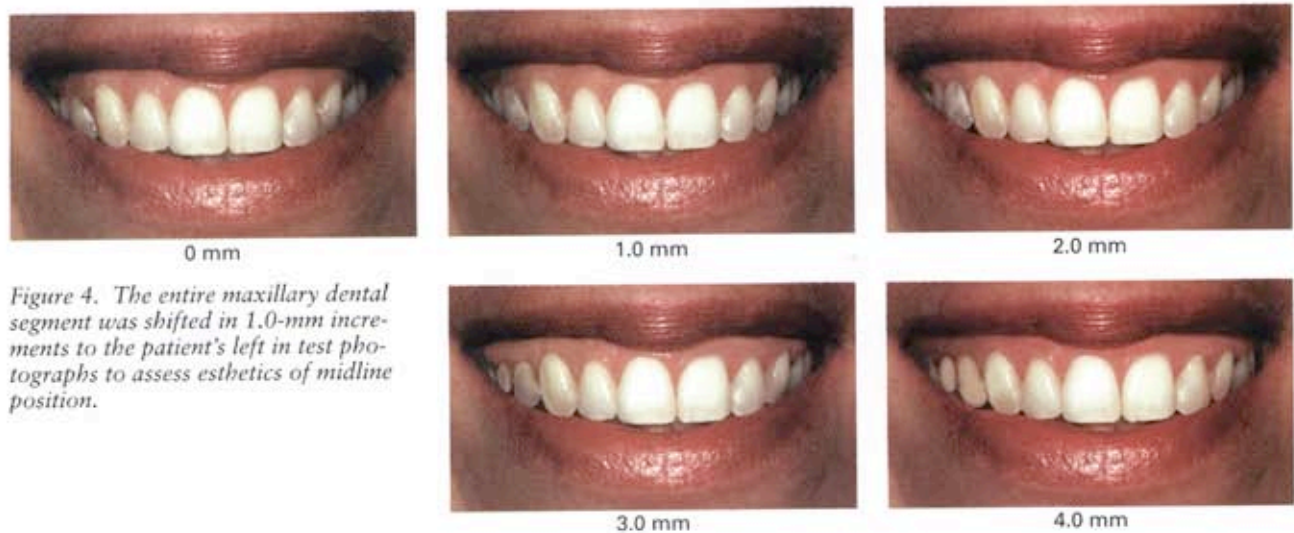 0 mm
1.0 mm
2.0 mm
Figure 4. The entire maxillary dental
segment was shifted in 1.0-mm incre-
ments to the patient's left in test pho-
tographs to assess esthetics of midline
position.
3.0 mm
4.0 mm